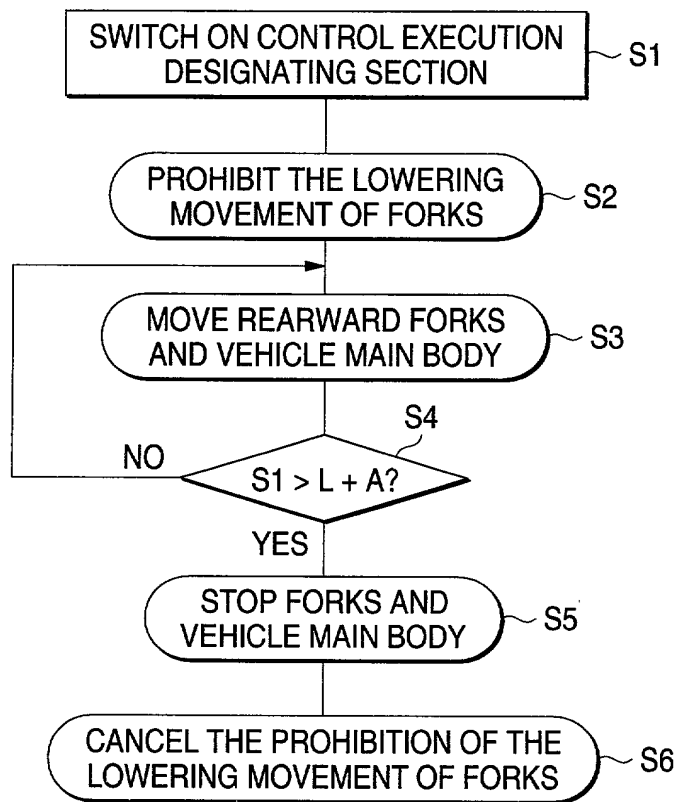 SWITCH ON CONTROL EXECUTION
DESIGNATING SECTION
S1
PROHIBIT THE LOWERING
MOVEMENT OF FORKS
S2
MOVE REARWARD FORKS
AND VEHICLE MAIN BODY
S3
S4
NO
S1 > L + A?
YES
STOP FORKS AND
VEHICLE MAIN BODY
S5
CANCEL THE PROHIBITION OF THE
LOWERING MOVEMENT OF FORKS
S6